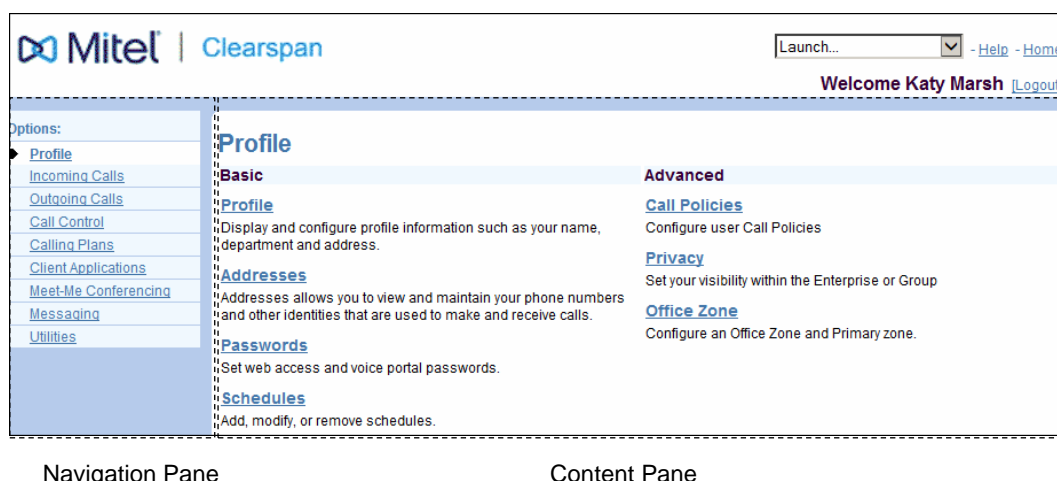 Mitel | Clearspan
Launch...
- Help - Home
Welcome Katy Marsh [Logout
Options:
Profile
Incoming Calls
Outgoing Calls
Call Control
Calling Plans
Client Applications
Meet-Me Conferencing
Messaging
Utilities
Profile
Basic
Profile
Display and configure profile information such as your name,
department and address.
Addresses
Addresses allows you to view and maintain your phone numbers
and other identities that are used to make and receive calls.
Passwords
Set web access and voice portal passwords.
Schedules
Add, modify, or remove schedules.
Advanced
Call Policies
Configure user Call Policies
Privacy
Set your visibility within the Enterprise or Group
Office Zone
Configure an Office Zone and Primary zone.
Navigation Pane
Content Pane